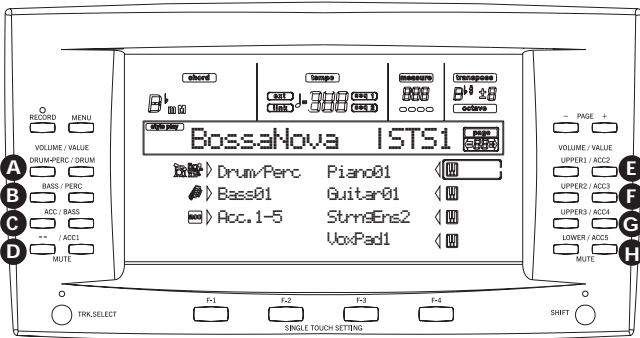 chord
tempo
measure
transpose
ext
seq 1
link
seq 2
octave
RECORD
MENU
- PAGE +
style play
BossaNova |STS1
page
VOLUME / VALUE
VOLUME / VALUE
A
DRUM-PERC / DRUM
Drum/Perc
Piano01
UPPER1 / ACC2
E
B
BASS / PERC
Bass01
Guitar01
UPPER2 / ACC3
F
C
ACC / BASS
Acc.1-5
StrngEns2
UPPER3 / ACC4
G
D
-- / ACC1
VoxPad1
LOWER / ACC5
H
MUTE
MUTE
TRK.SELECT
F-1
F-2
F-3
F-4
SHIFT
SINGLE TOUCH SETTING